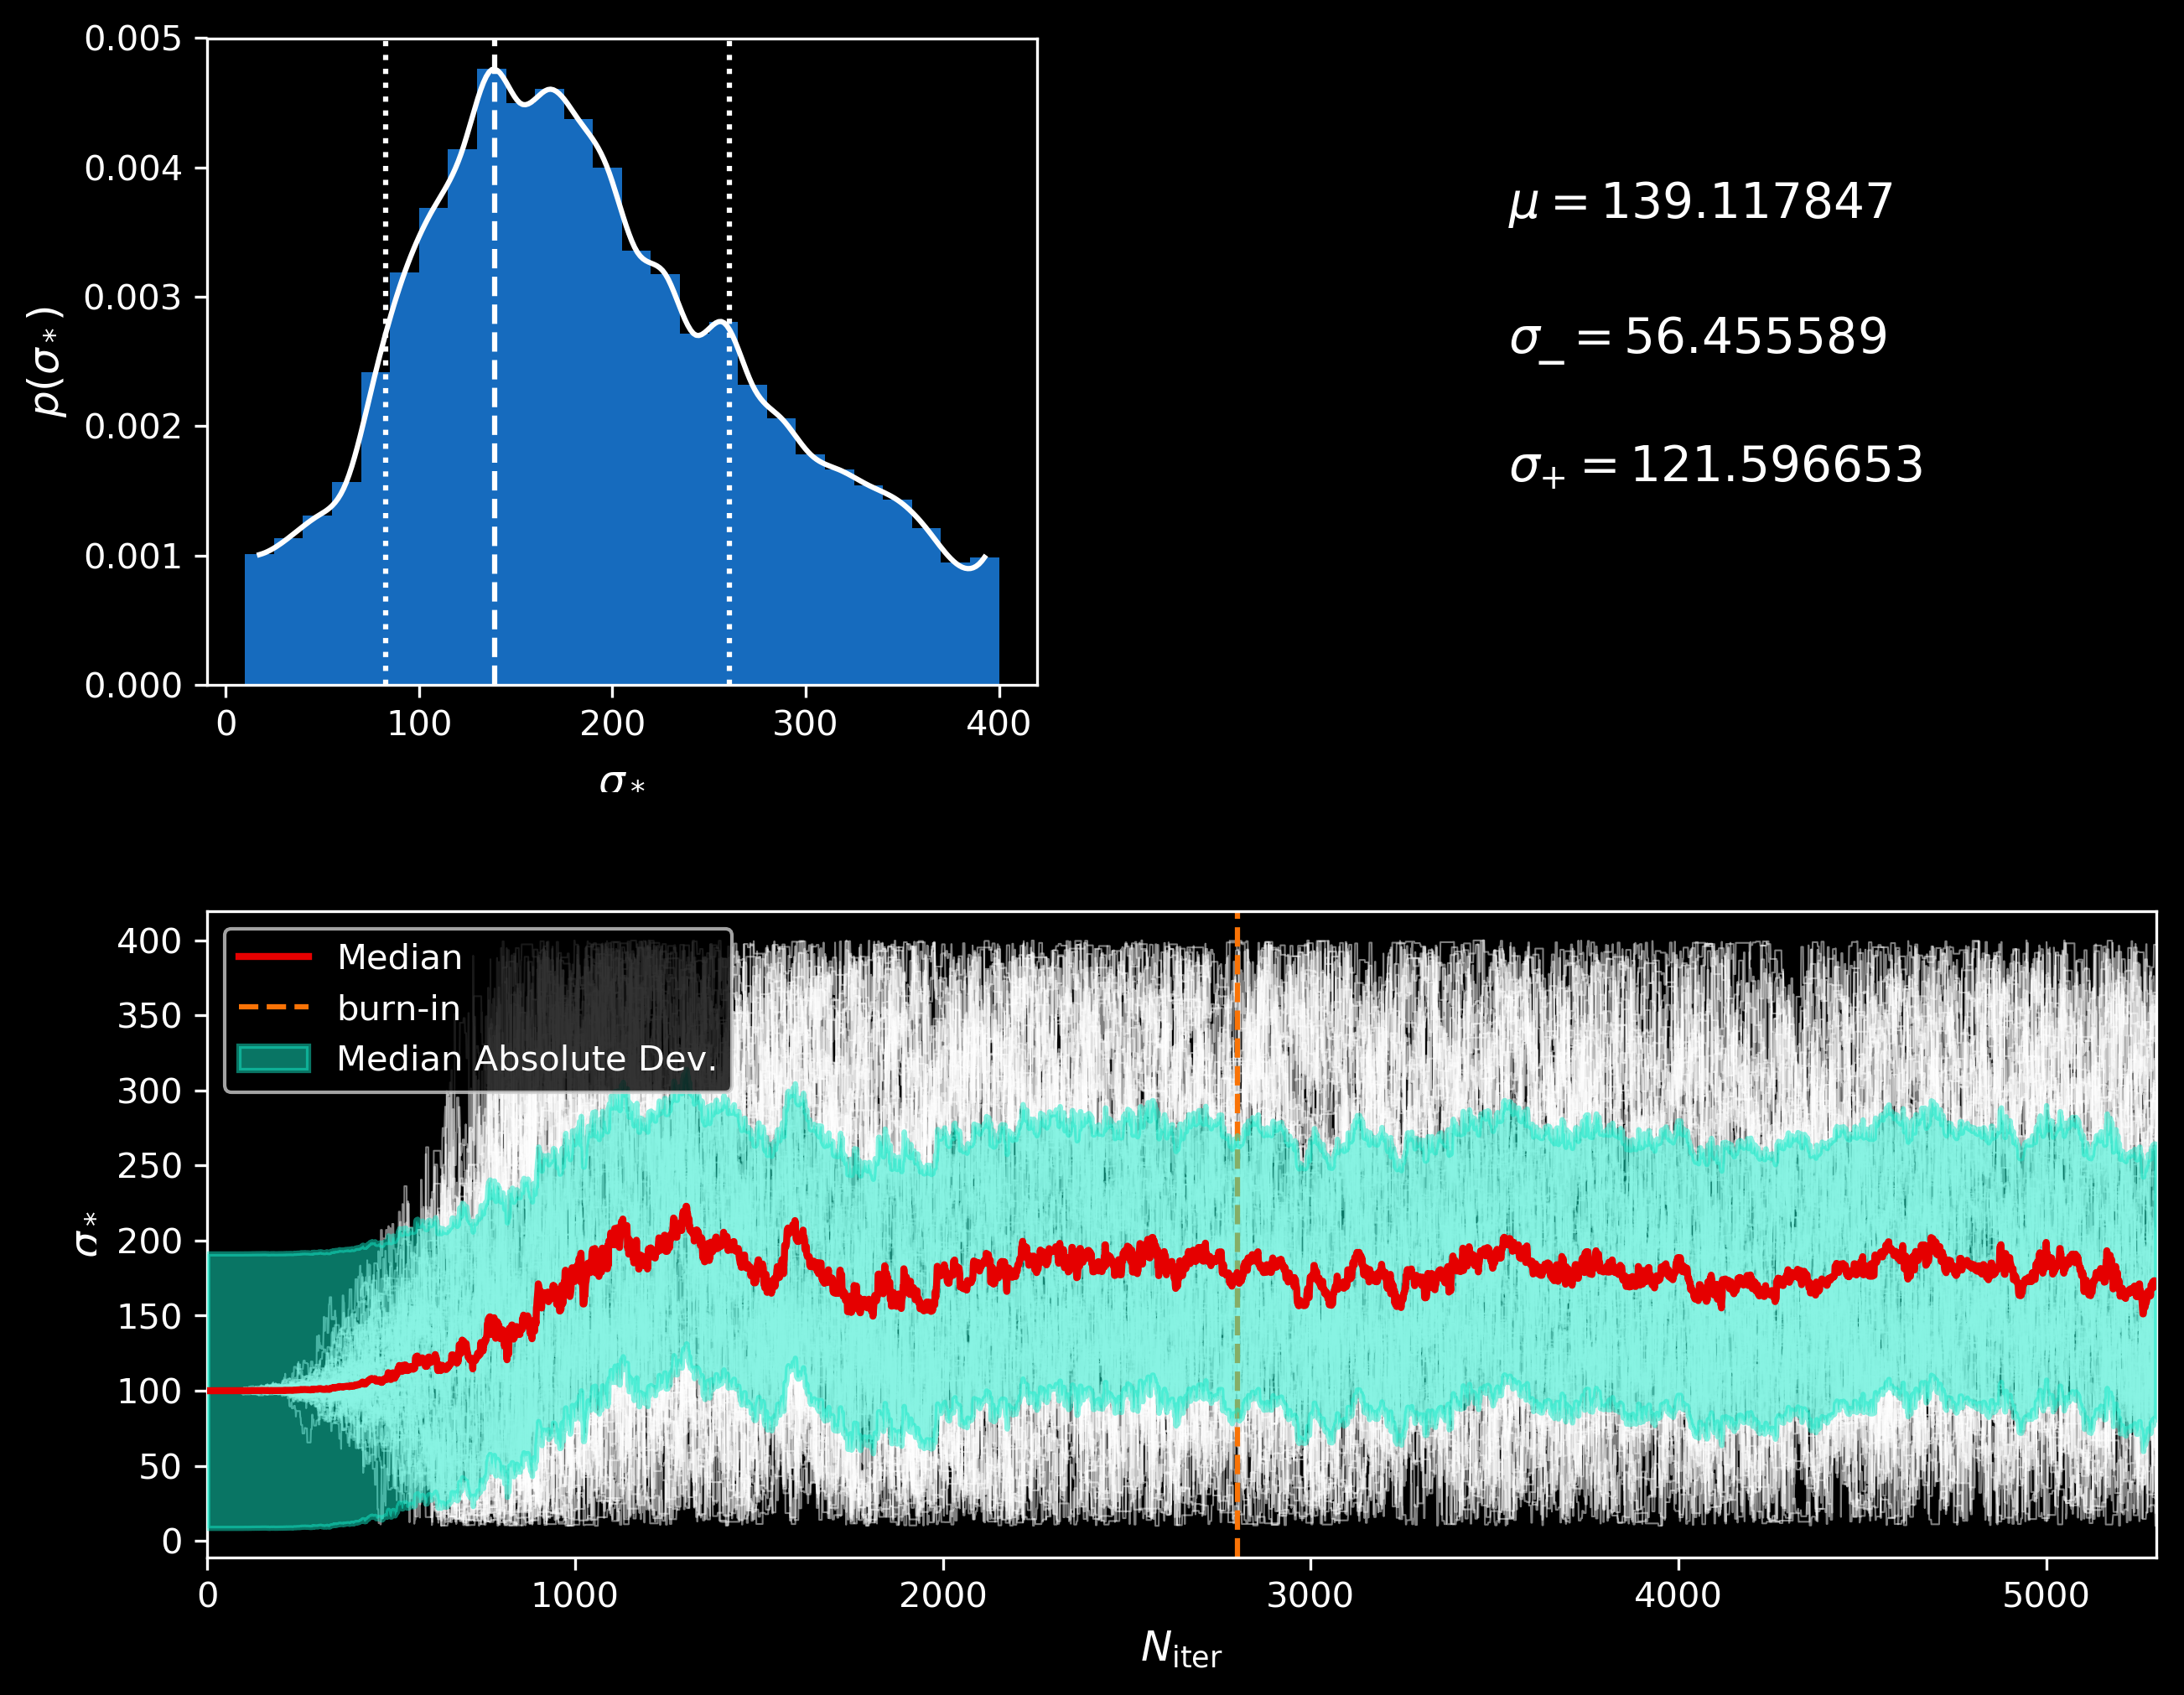 0.005
0.004
0.003
0.002
0.001
0.000
p(σ*)
0 100 200 300 400
σ*
μ = 139.117847
σ_ = 56.455589
σ+ = 121.596653
400
350
300
250
200
150
100
50
0
σ*
Median
burn-in
Median Absolute Dev.
0 1000 2000 3000 4000 5000
Niter